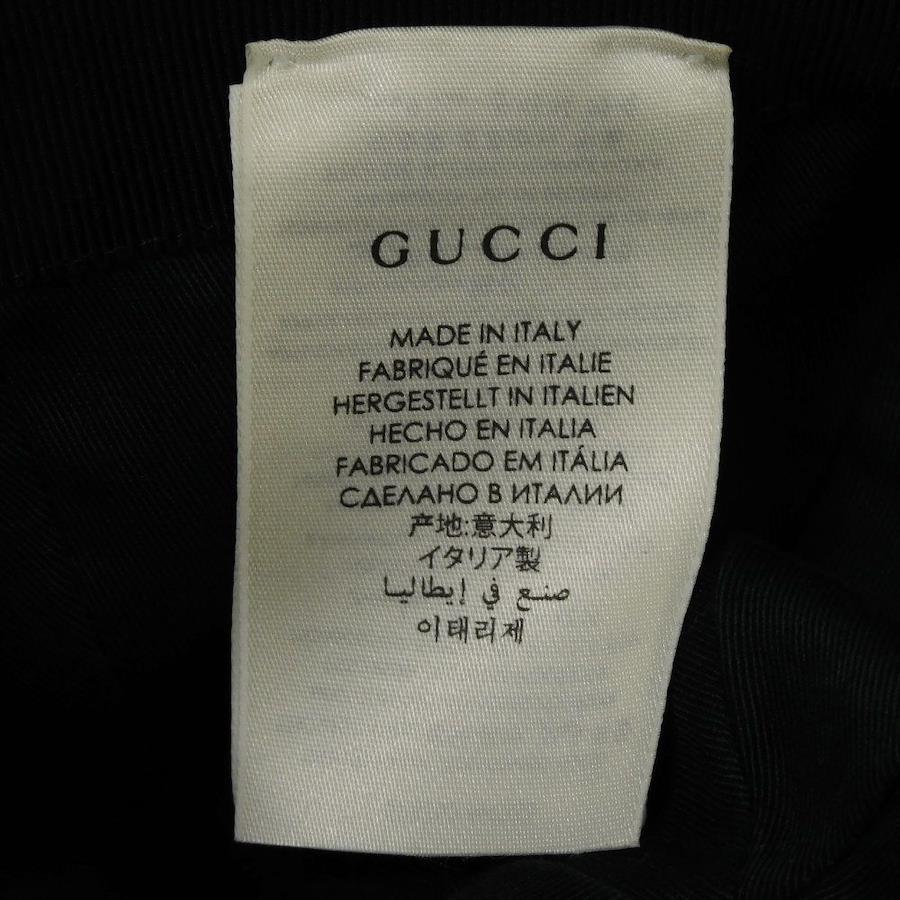 GUCCI
MADE IN ITALY
FABRIQUÉ EN ITALIE
HERGESTELLT IN ITALIEN
HECHO EN ITALIA
FABRICADO EM ITÁLIA
СДЕЛАНО В ИТАЛИИ
产地:意大利
イタリア製
صنع في إيطاليا
이태리제